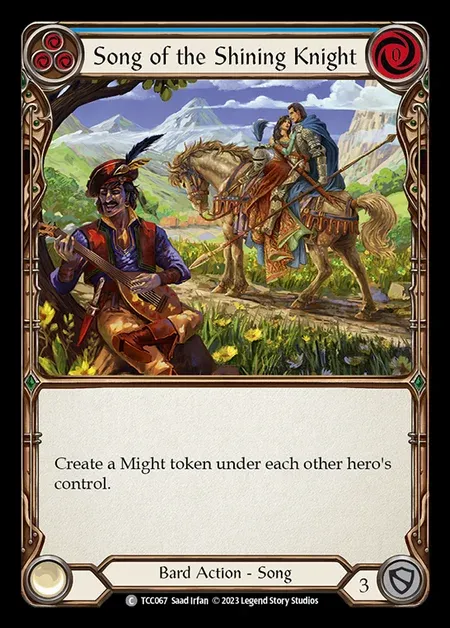 Song of the Shining Knight
0
Create a Might token under each other hero's
control.
Bard Action - Song
3
C TCC067 Saad Irfan © 2023 Legend Story Studios